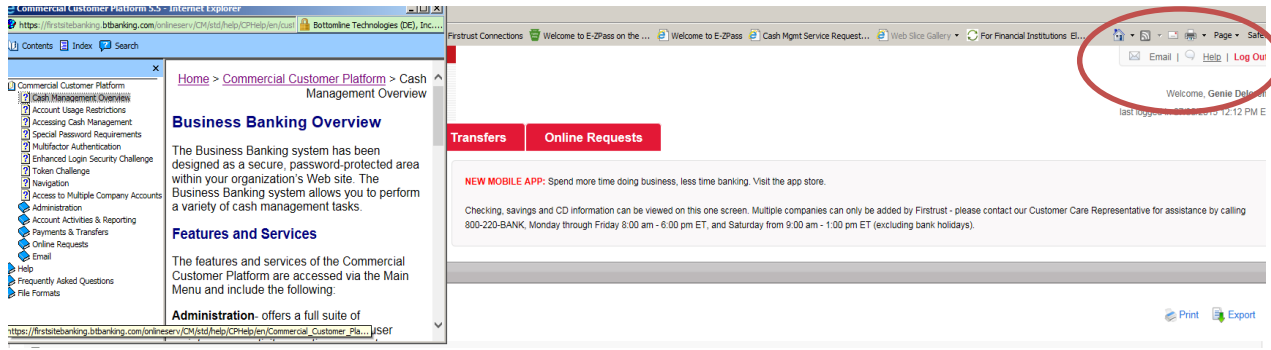 Commercial Customer Platform 5.5 - Internet Explorer
https://firstsitebanking.btbanking.com/onlineserv/CM/std/help/CPHelp/en/cust Bottomline Technologies (DE), Inc....
Contents Index Search
x
Commercial Customer Platform
Cash Management Overview
Account Usage Restrictions
Accessing Cash Management
Special Password Requirements
Multifactor Authentication
Enhanced Login Security Challenge
Token Challenge
Navigation
Access to Multiple Company Accounts
Administration
Account Activities & Reporting
Payments & Transfers
Online Requests
Email
Help
Frequently Asked Questions
File Formats
https://firstsitebanking.btbanking.com/onlineserv/CM/std/help/CPHelp/en/Commercial_Customer_Pla...
Home > Commercial Customer Platform > Cash
Management Overview
Business Banking Overview
The Business Banking system has been
designed as a secure, password-protected area
within your organization's Web site. The
Business Banking system allows you to perform
a variety of cash management tasks.
Features and Services
The features and services of the Commercial
Customer Platform are accessed via the Main
Menu and include the following:
Administration- offers a full suite of
user
Firstrust Connections Welcome to E-ZPass on the ... Welcome to E-ZPass Cash Mgmt Service Request... Web Slice Gallery For Financial Institutions El... Page Safe
Email | Help | Log Out
Welcome, Genie
last logged in 12:12 PM E
Transfers Online Requests
NEW MOBILE APP: Spend more time doing business, less time banking. Visit the app store.
Checking, savings and CD information can be viewed on this one screen. Multiple companies can only be added by Firstrust - please contact our Customer Care Representative for assistance by calling
800-220-BANK, Monday through Friday 8:00 am - 6:00 pm ET, and Saturday from 9:00 am - 1:00 pm ET (excluding bank holidays).
Print Export